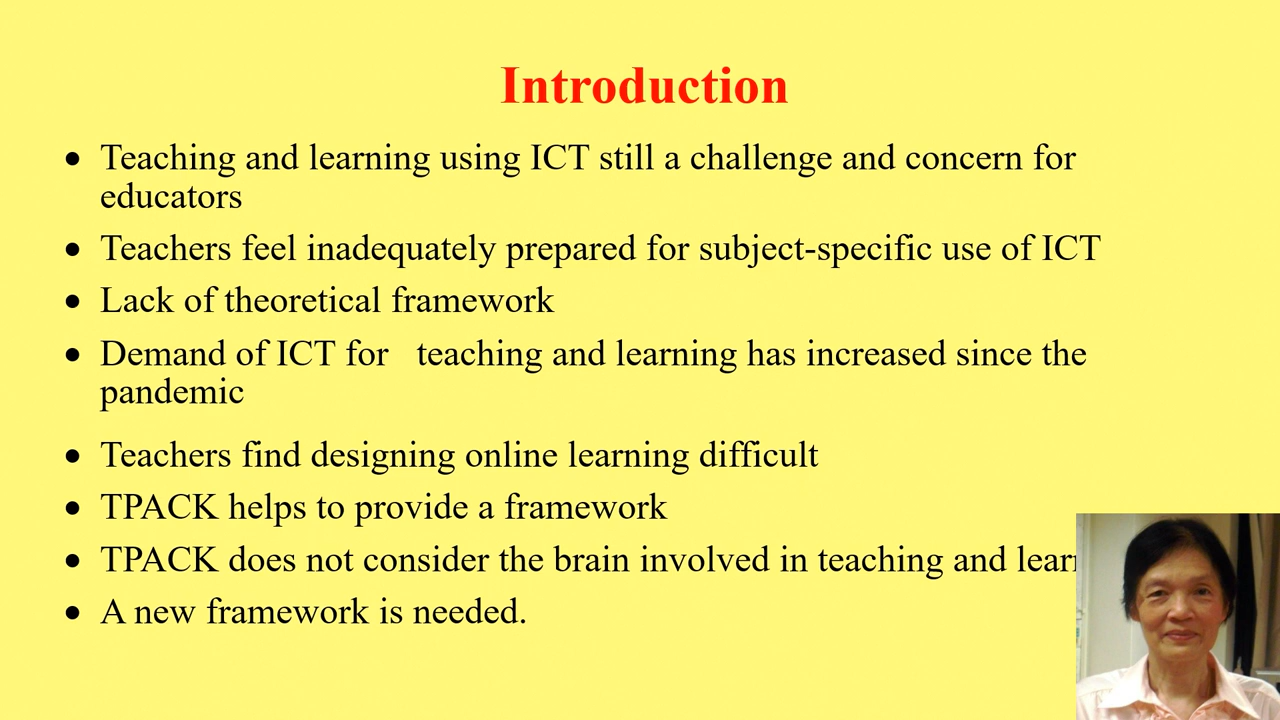 Introduction
• Teaching and learning using ICT still a challenge and concern for
educators
• Teachers feel inadequately prepared for subject-specific use of ICT
• Lack of theoretical framework
• Demand of ICT for   teaching and learning has increased since the
pandemic
• Teachers find designing online learning difficult
• TPACK helps to provide a framework
• TPACK does not consider the brain involved in teaching and
• A new framework is needed.